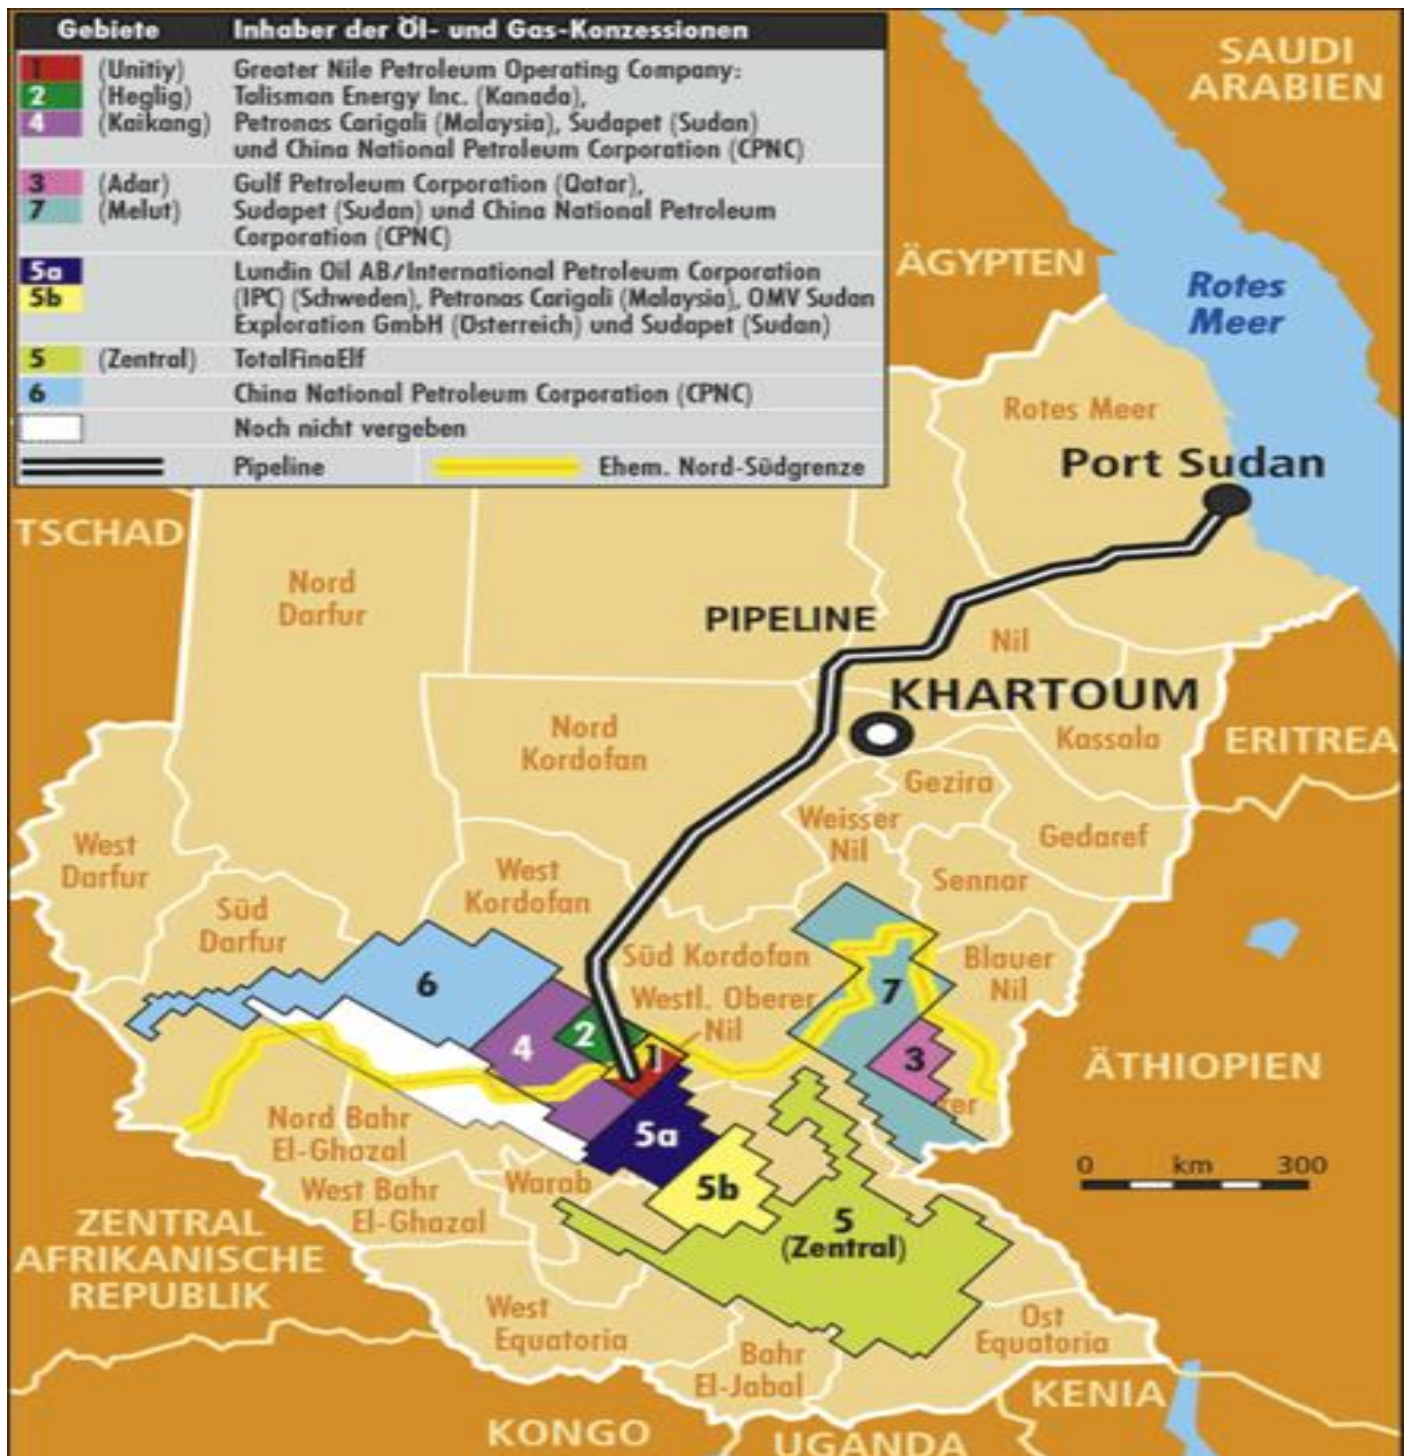 Gebiete Inhaber der Öl- und Gas-Konzessionen
1 (Unitiy) Greater Nile Petroleum Operating Company:
2 (Heglig) Talisman Energy Inc. (Kanada),
4 (Kaikang) Petronas Carigali (Malaysia), Sudapet (Sudan)
und China National Petroleum Corporation (CPNC)
3 (Adar) Gulf Petroleum Corporation (Qatar),
7 (Melut) Sudapet (Sudan) und China National Petroleum
Corporation (CPNC)
5a Lundin Oil AB/International Petroleum Corporation
5b (IPC) (Schweden), Petronas Carigali (Malaysia), OMV Sudan
Exploration GmbH (Osterreich) und Sudapet (Sudan)
5 (Zentral) TotalFinaElf
6 China National Petroleum Corporation (CPNC)
Noch nicht vergeben
Pipeline Ehem. Nord-Südgrenze
SAUDI
ARABIEN
ÄGYPTEN
Rotes
Meer
Rotes Meer
Port Sudan
TSCHAD
Nord
Darfur
PIPELINE
Nil
KHARTOUM
Nord
Kordofan
Kassala
ERITREA
Gezira
Weisser
Nil
Gedaref
West
Darfur
West
Kordofan
Sennar
Süd
Darfur
Süd Kordofan
Blauer
Nil
6
7
Westl. Oberer
Nil
2
4
1
3
ÄTHIOPIEN
rer
Nord Bahr
El-Ghazal
5a
0 km 300
West Bahr
El-Ghazal
Warab
5b
5
(Zentral)
ZENTRAL
AFRIKANISCHE
REPUBLIK
West
Equatoria
Ost
Equatoria
Bahr
El-Jabal
KENIA
KONGO
UGANDA